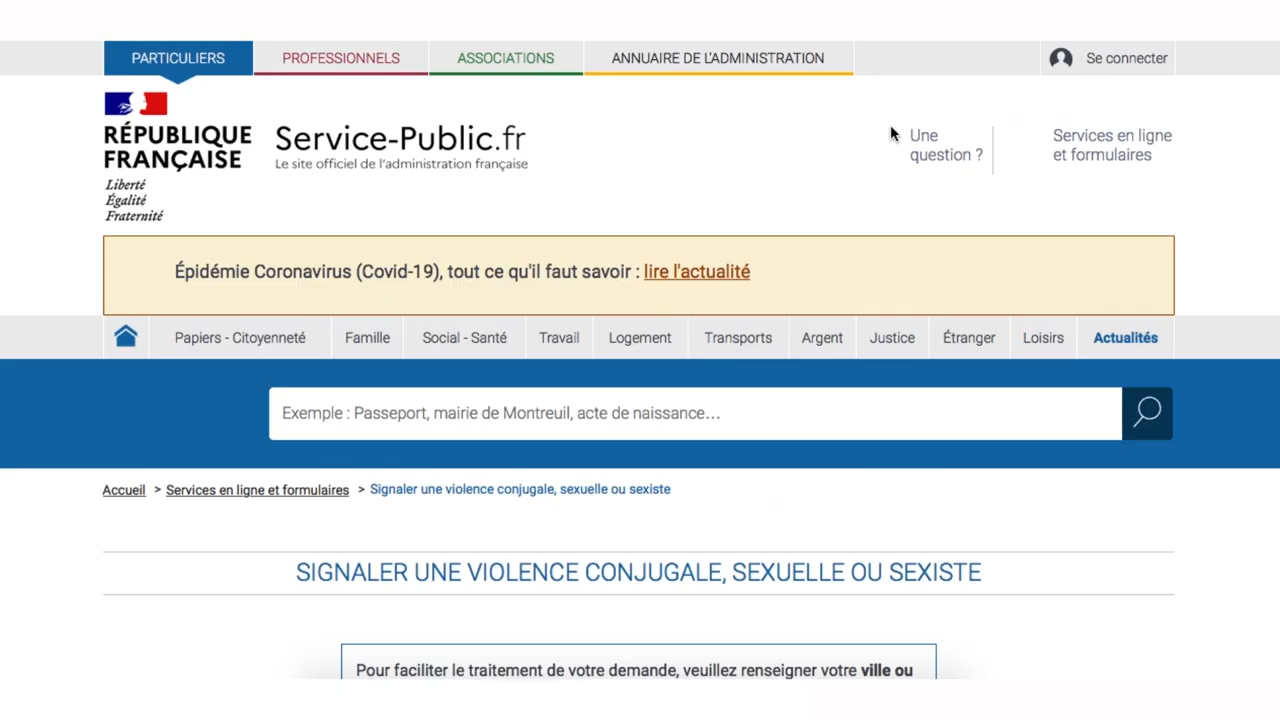 PARTICULIERS
PROFESSIONNELS
ASSOCIATIONS
ANNUAIRE DE L'ADMINISTRATION
Se connecter
RÉPUBLIQUE
FRANÇAISE
Liberté
Égalité
Fraternité
Service-Public.fr
Le site officiel de l'administration française
Une
question ?
Services en ligne
et formulaires
Épidémie Coronavirus (Covid-19), tout ce qu'il faut savoir : lire l'actualité
Papiers - Citoyenneté
Famille
Social - Santé
Travail
Logement
Transports
Argent
Justice
Étranger
Loisirs
Actualités
Exemple : Passeport, mairie de Montreuil, acte de naissance…
Accueil > Services en ligne et formulaires > Signaler une violence conjugale, sexuelle ou sexiste
SIGNALER UNE VIOLENCE CONJUGALE, SEXUELLE OU SEXISTE
Pour faciliter le traitement de votre demande, veuillez renseigner votre ville ou